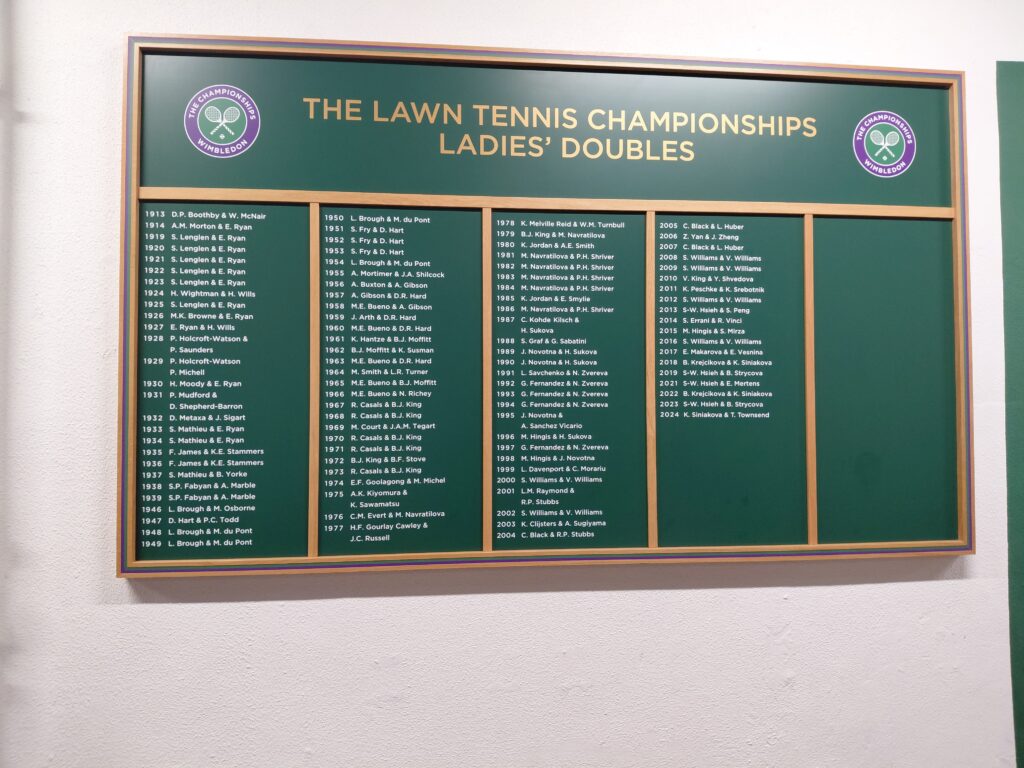 THE LAWN TENNIS CHAMPIONSHIPS
LADIES' DOUBLES
THE CHAMPIONSHIPS
WIMBLEDON
THE CHAMPIONSHIPS
WIMBLEDON
1913 D.P. Boothby & W. McNair
1914 A.M. Morton & E. Ryan
1919 S. Lenglen & E. Ryan
1920 S. Lenglen & E. Ryan
1921 S. Lenglen & E. Ryan
1922 S. Lenglen & E. Ryan
1923 S. Lenglen & E. Ryan
1924 H. Wightman & H. Wills
1925 S. Lenglen & E. Ryan
1926 M.K. Browne & E. Ryan
1927 E. Ryan & H. Wills
1928 P. Holcroft-Watson &
P. Saunders
1929 P. Holcroft-Watson
P. Michell
1930 H. Moody & E. Ryan
1931 P. Mudford &
D. Shepherd-Barron
1932 D. Metaxa & J. Sigart
1933 S. Mathieu & E. Ryan
1934 S. Mathieu & E. Ryan
1935 F. James & K.E. Stammers
1936 F. James & K.E. Stammers
1937 S. Mathieu & B. Yorke
1938 S.P. Fabyan & A. Marble
1939 S.P. Fabyan & A. Marble
1946 L. Brough & M. Osborne
1947 D. Hart & P.C. Todd
1948 L. Brough & M. du Pont
1949 L. Brough & M. du Pont
1950 L. Brough & M. du Pont
1951 S. Fry & D. Hart
1952 S. Fry & D. Hart
1953 S. Fry & D. Hart
1954 L. Brough & M. du Pont
1955 A. Mortimer & J.A. Shilcock
1956 A. Buxton & A. Gibson
1957 A. Gibson & D.R. Hard
1958 M.E. Bueno & A. Gibson
1959 J. Arth & D.R. Hard
1960 M.E. Bueno & D.R. Hard
1961 K. Hantze & B.J. Moffitt
1962 B.J. Moffitt & K. Susman
1963 M.E. Bueno & D.R. Hard
1964 M. Smith & L.R. Turner
1965 M.E. Bueno & B.J. Moffitt
1966 M.E. Bueno & N. Richey
1967 R. Casals & B.J. King
1968 R. Casals & B.J. King
1969 M. Court & J.A.M. Tegart
1970 R. Casals & B.J. King
1971 R. Casals & B.J. King
1972 B.J. King & B.F. Stove
1973 R. Casals & B.J. King
1974 E.F. Goolagong & M. Michel
1975 A.K. Kiyomura &
K. Sawamatsu
1976 C.M. Evert & M. Navratilova
1977 H.F. Gourlay Cawley &
J.C. Russell
1978 K. Melville Reid & W.M. Turnbull
1979 B.J. King & M. Navratilova
1980 K. Jordan & A.E. Smith
1981 M. Navratilova & P.H. Shriver
1982 M. Navratilova & P.H. Shriver
1983 M. Navratilova & P.H. Shriver
1984 M. Navratilova & P.H. Shriver
1985 K. Jordan & E. Smylie
1986 M. Navratilova & P.H. Shriver
1987 C. Kohde Kilsch &
H. Sukova
1988 S. Graf & G. Sabatini
1989 J. Novotna & H. Sukova
1990 J. Novotna & H. Sukova
1991 L. Savchenko & N. Zvereva
1992 G. Fernandez & N. Zvereva
1993 G. Fernandez & N. Zvereva
1994 G. Fernandez & N. Zvereva
1995 J. Novotna &
A. Sanchez Vicario
1996 M. Hingis & H. Sukova
1997 G. Fernandez & N. Zvereva
1998 M. Hingis & J. Novotna
1999 L. Davenport & C. Morariu
2000 S. Williams & V. Williams
2001 L.M. Raymond &
R.P. Stubbs
2002 S. Williams & V. Williams
2003 K. Clijsters & A. Sugiyama
2004 C. Black & R.P. Stubbs
2005 C. Black & L. Huber
2006 Z. Yan & J. Zheng
2007 C. Black & L. Huber
2008 S. Williams & V. Williams
2009 S. Williams & V. Williams
2010 V. King & Y. Shvedova
2011 K. Peschke & K. Srebotnik
2012 S. Williams & V. Williams
2013 S-W. Hsieh & S. Peng
2014 S. Errani & R. Vinci
2015 M. Hingis & S. Mirza
2016 S. Williams & V. Williams
2017 E. Makarova & E. Vesnina
2018 B. Krejcikova & K. Siniakova
2019 S-W. Hsieh & B. Strycova
2021 S-W. Hsieh & E. Mertens
2022 B. Krejcikova & K. Siniakova
2023 S-W. Hsieh & B. Strycova
2024 K. Siniakova & T. Townsend